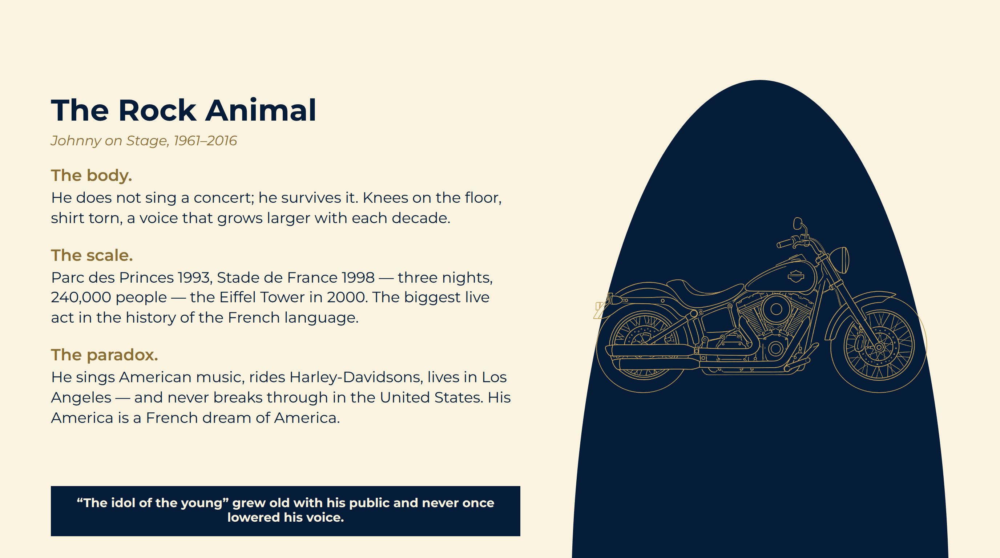 The Rock Animal
Johnny on Stage, 1961–2016
The body.
He does not sing a concert; he survives it. Knees on the floor,
shirt torn, a voice that grows larger with each decade.
The scale.
Parc des Princes 1993, Stade de France 1998 — three nights,
240,000 people — the Eiffel Tower in 2000. The biggest live
act in the history of the French language.
The paradox.
He sings American music, rides Harley-Davidsons, lives in Los
Angeles — and never breaks through in the United States. His
America is a French dream of America.
“The idol of the young” grew old with his public and never once
lowered his voice.